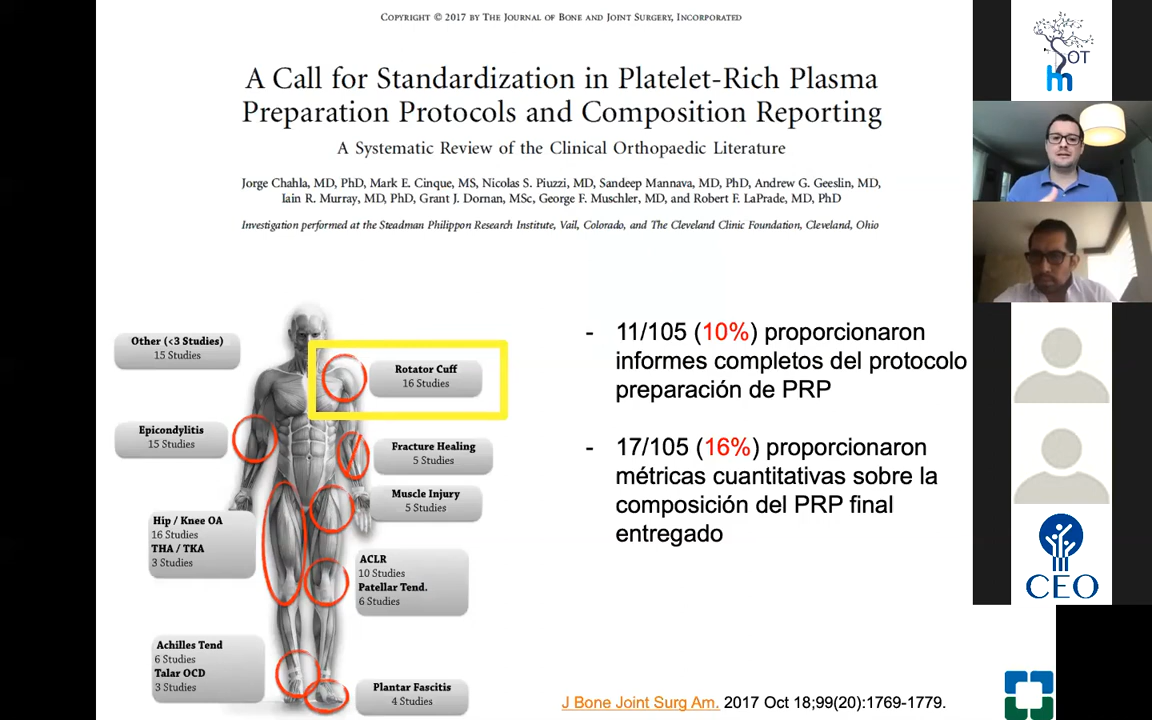 COPYRIGHT © 2017 BY THE JOURNAL OF BONE AND JOINT SURGERY, INCORPORATED
A Call for Standardization in Platelet-Rich Plasma
Preparation Protocols and Composition Reporting
A Systematic Review of the Clinical Orthopaedic Literature
Jorge Chahla, MD, PhD, Mark E. Cinque, MS, Nicolas S. Piuzzi, MD, Sandeep Mannava, MD, PhD, Andrew G. Geeslin, MD,
Iain R. Murray, MD, PhD, Grant J. Dornan, MSc, George F. Muschler, MD, and Robert F. LaPrade, MD, PhD
Investigation performed at the Steadman Philippon Research Institute, Vail, Colorado, and The Cleveland Clinic Foundation, Cleveland, Ohio
Other (<3 Studies)
15 Studies
Rotator Cuff
16 Studies
Epicondylitis
15 Studies
Fracture Healing
5 Studies
Muscle Injury
5 Studies
Hip / Knee OA
16 Studies
THA / TKA
3 Studies
ACLR
10 Studies
Patellar Tend.
6 Studies
Achilles Tend
6 Studies
Talar OCD
3 Studies
Plantar Fascitis
4 Studies
- 11/105 (10%) proporcionaron
informes completos del protocolo
preparación de PRP
- 17/105 (16%) proporcionaron
métricas cuantitativas sobre la
composición del PRP final
entregado
J Bone Joint Surg Am. 2017 Oct 18;99(20):1769-1779.
SOT
hm
CEO